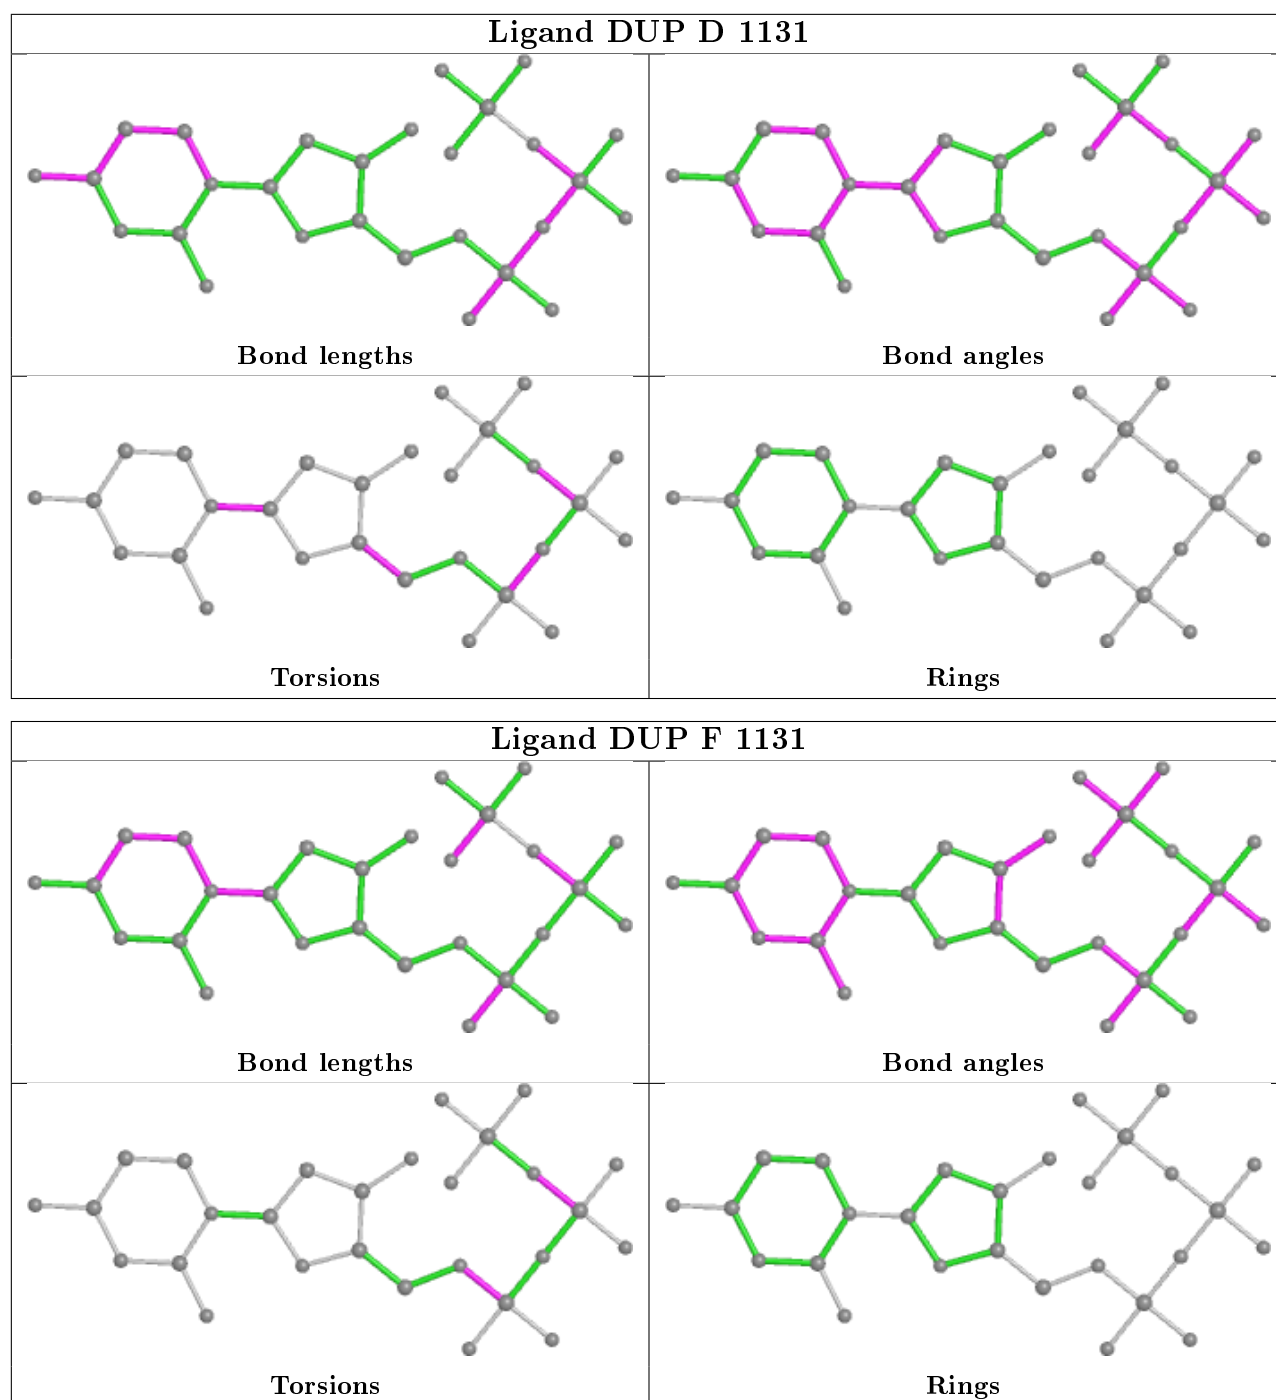 Ligand DUP D 1131
Bond lengths
Bond angles
Torsions
Rings
Ligand DUP F 1131
Bond lengths
Bond angles
Torsions
Rings